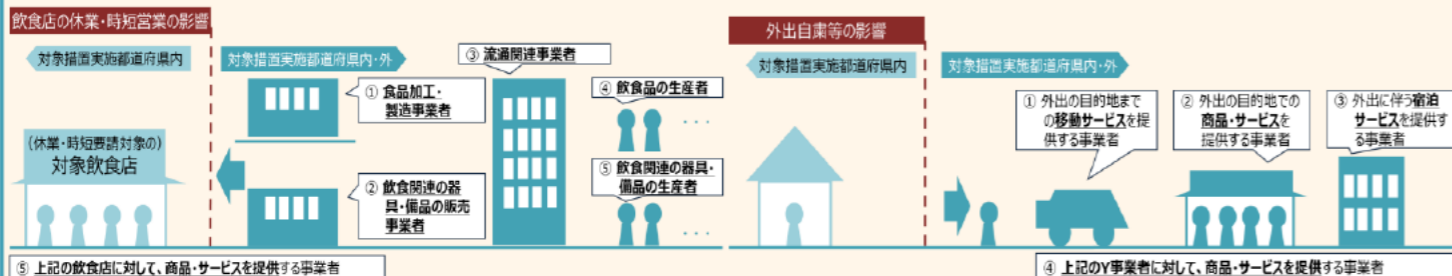 飲食店の休業・時短営業の影響
対象措置実施都道府県内
対象措置実施都道府県内・外
(休業・時短要請対象の)
対象飲食店
① 食品加工・
製造事業者
② 飲食関連の器
具・備品の販売
事業者
③ 流通関連事業者
④ 飲食品の生産者
⑤ 飲食関連の器具・
備品の生産者
⑤ 上記の飲食店に対して、商品・サービスを提供する事業者
外出自粛等の影響
対象措置実施都道府県内
対象措置実施都道府県内・外
① 外出の目的地まで
の移動サービスを提
供する事業者
② 外出の目的地での
商品・サービスを
提供する事業者
③ 外出に伴う宿泊
サービスを提供す
る事業者
④ 上記のY事業者に対して、商品・サービスを提供する事業者